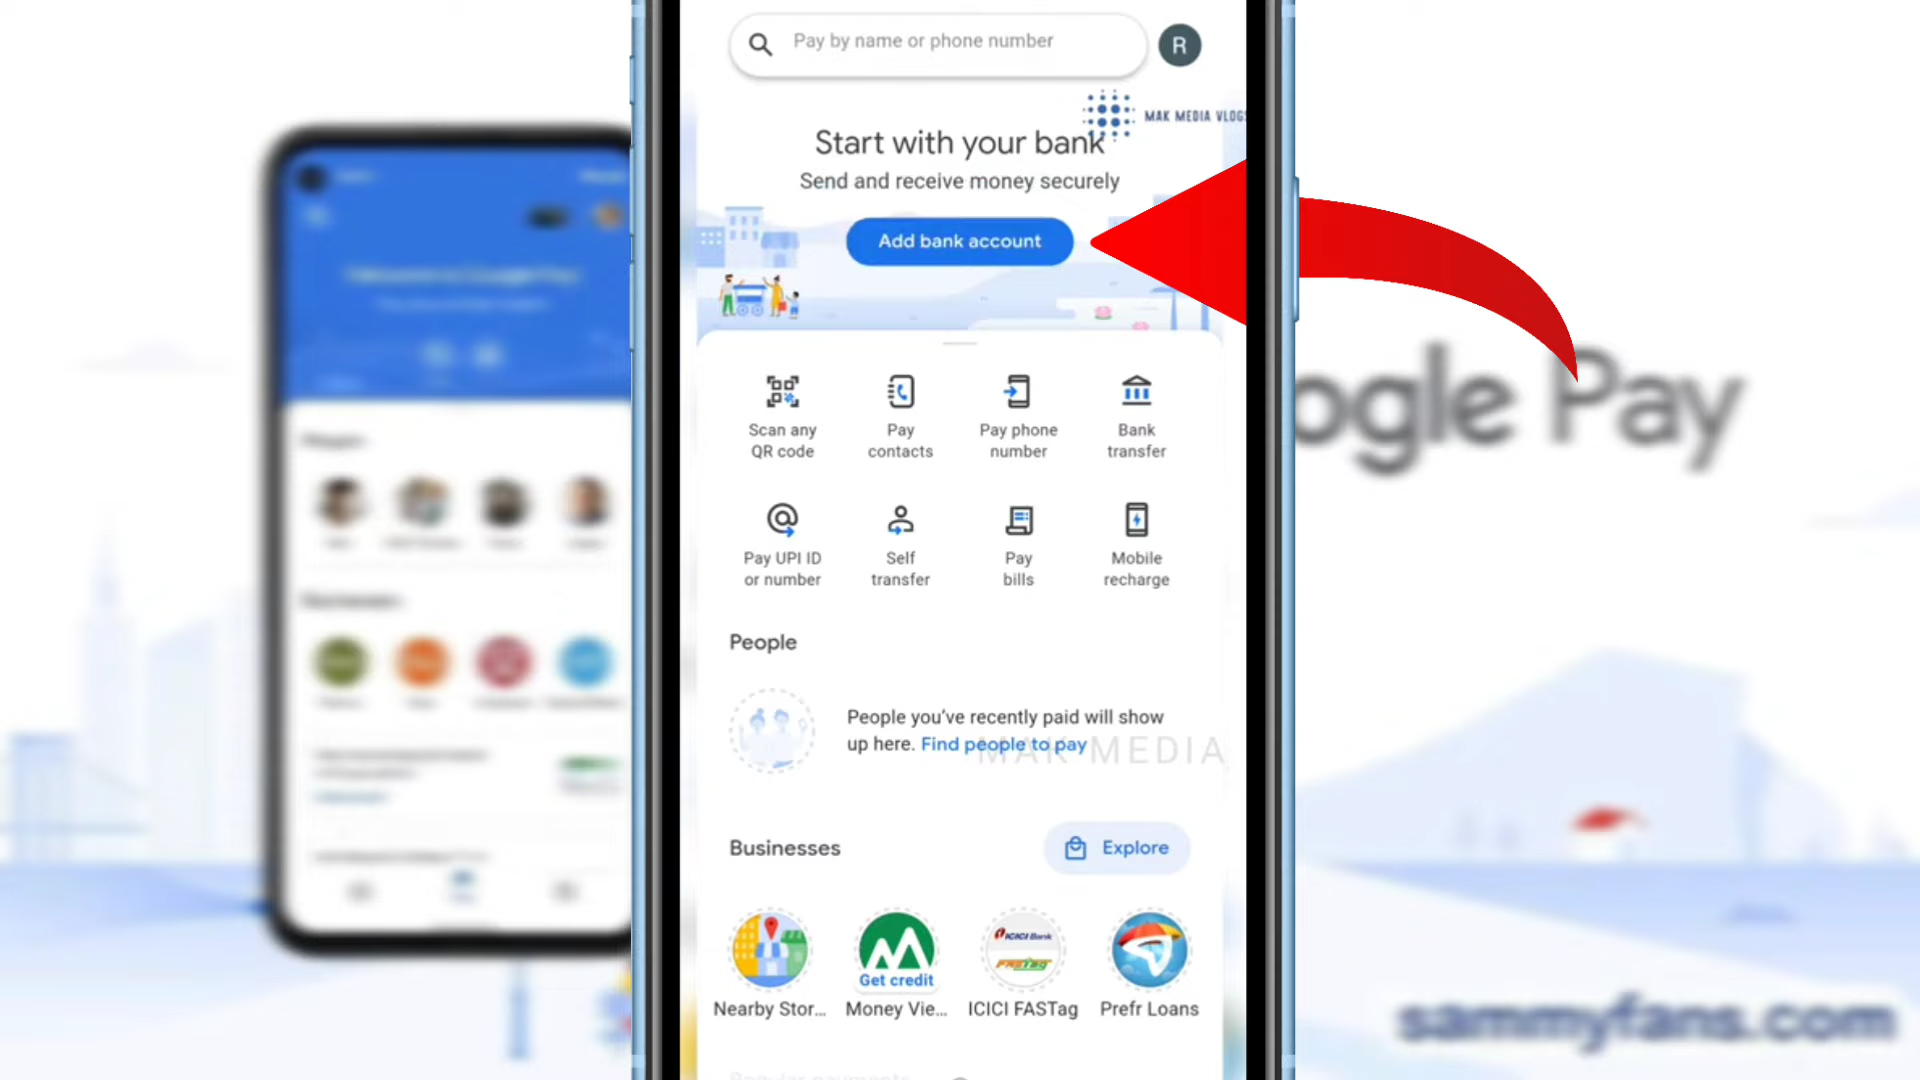 Pay by name or phone number
R
MAK MEDIA VLOGS
Start with your bank
Send and receive money securely
Add bank account
Scan any
QR code
Pay
contacts
Pay phone
number
Bank
transfer
Pay UPI ID
or number
Self
transfer
Pay
bills
Mobile
recharge
ogle Pay
People
People you've recently paid will show
up here. Find people to pay
MAK MEDIA
Businesses
Explore
Get credit
ICICI Bank
FASTag
Nearby Stor...
Money Vie...
ICICI FASTag
Prefr Loans
sammyfans.com
Regular payments